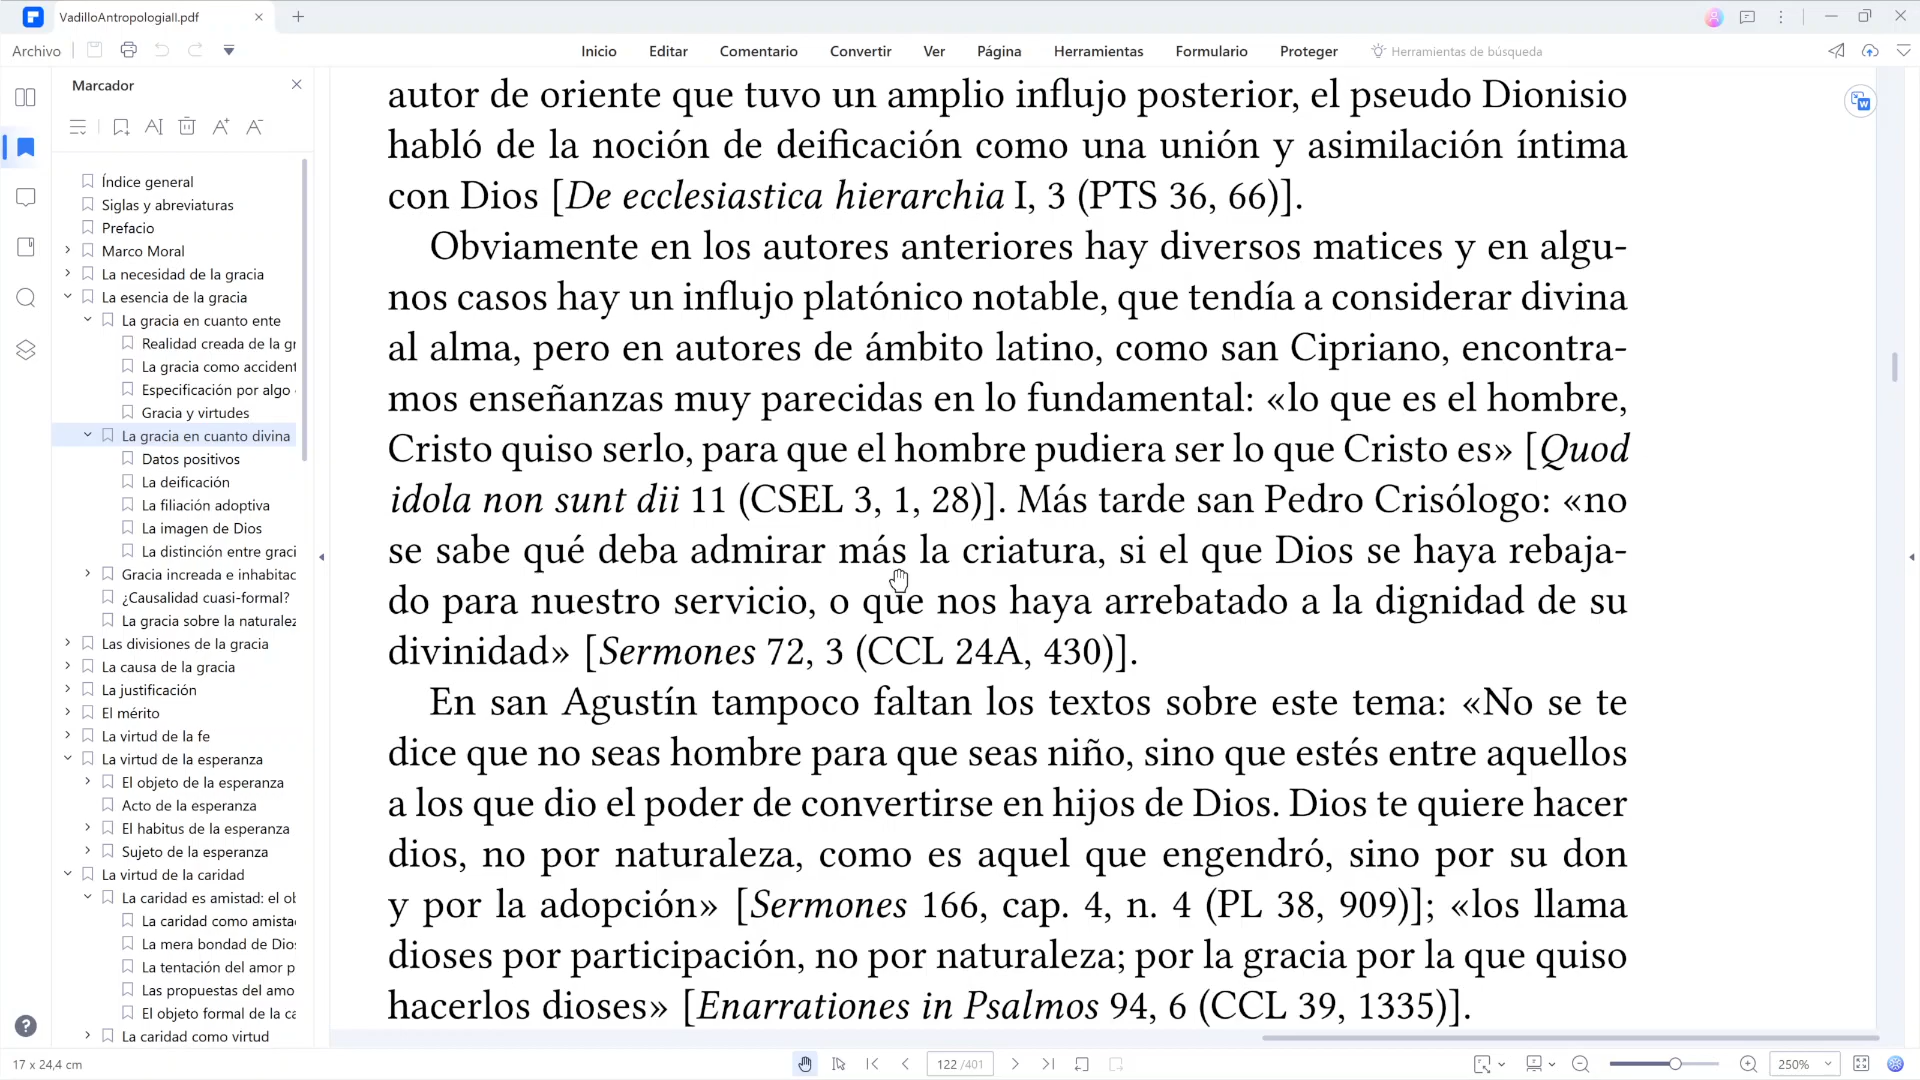 VadilloAntropologiaII.pdf
Archivo
Inicio
Editar
Comentario
Convertir
Ver
Página
Herramientas
Formulario
Proteger
Herramientas de búsqueda
Marcador
Índice general
Siglas y abreviaturas
Prefacio
Marco Moral
La necesidad de la gracia
La esencia de la gracia
La gracia en cuanto ente
Realidad creada de la gr
La gracia como accident
Especificación por algo
Gracia y virtudes
La gracia en cuanto divina
Datos positivos
La deificación
La filiación adoptiva
La imagen de Dios
La distinción entre graci
Gracia increada e inhabitac
¿Causalidad cuasi-formal?
La gracia sobre la naturalez
Las divisiones de la gracia
La causa de la gracia
La justificación
El mérito
La virtud de la fe
La virtud de la esperanza
El objeto de la esperanza
Acto de la esperanza
El habitus de la esperanza
Sujeto de la esperanza
La virtud de la caridad
La caridad es amistad: el ob
La caridad como amista
La mera bondad de Dio
La tentación del amor p
Las propuestas del amo
El objeto formal de la ca
La caridad como virtud
autor de oriente que tuvo un amplio influjo posterior, el pseudo Dionisio
habló de la noción de deificación como una unión y asimilación íntima
con Dios [De ecclesiastica hierarchia I, 3 (PTS 36, 66)].
Obviamente en los autores anteriores hay diversos matices y en algu-
nos casos hay un influjo platónico notable, que tendía a considerar divina
al alma, pero en autores de ámbito latino, como san Cipriano, encontra-
mos enseñanzas muy parecidas en lo fundamental: «lo que es el hombre,
Cristo quiso serlo, para que el hombre pudiera ser lo que Cristo es» [Quod
idola non sunt dii 11 (CSEL 3, 1, 28)]. Más tarde san Pedro Crisólogo: «no
se sabe qué deba admirar más la criatura, si el que Dios se haya rebaja-
do para nuestro servicio, o que nos haya arrebatado a la dignidad de su
divinidad» [Sermones 72, 3 (CCL 24A, 430)].
En san Agustín tampoco faltan los textos sobre este tema: «No se te
dice que no seas hombre para que seas niño, sino que estés entre aquellos
a los que dio el poder de convertirse en hijos de Dios. Dios te quiere hacer
dios, no por naturaleza, como es aquel que engendró, sino por su don
y por la adopción» [Sermones 166, cap. 4, n. 4 (PL 38, 909)]; «los llama
dioses por participación, no por naturaleza; por la gracia por la que quiso
hacerlos dioses» [Enarrationes in Psalmos 94, 6 (CCL 39, 1335)].
17 x 24,4 cm
122 /401
250%